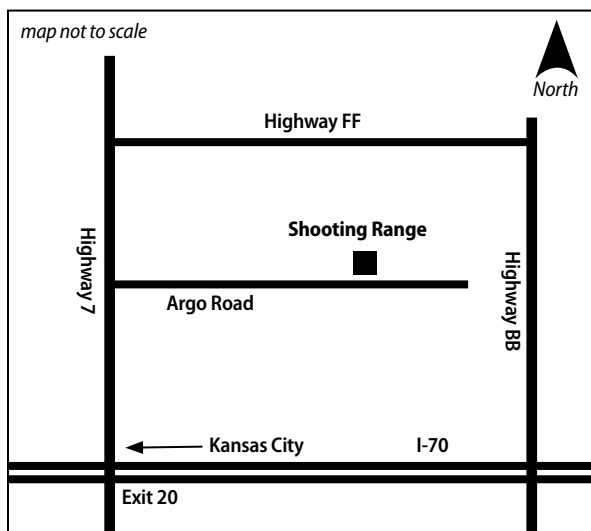 map not to scale
North
Highway FF
Shooting Range
Highway 7
Highway BB
Argo Road
Kansas City
I-70
Exit 20